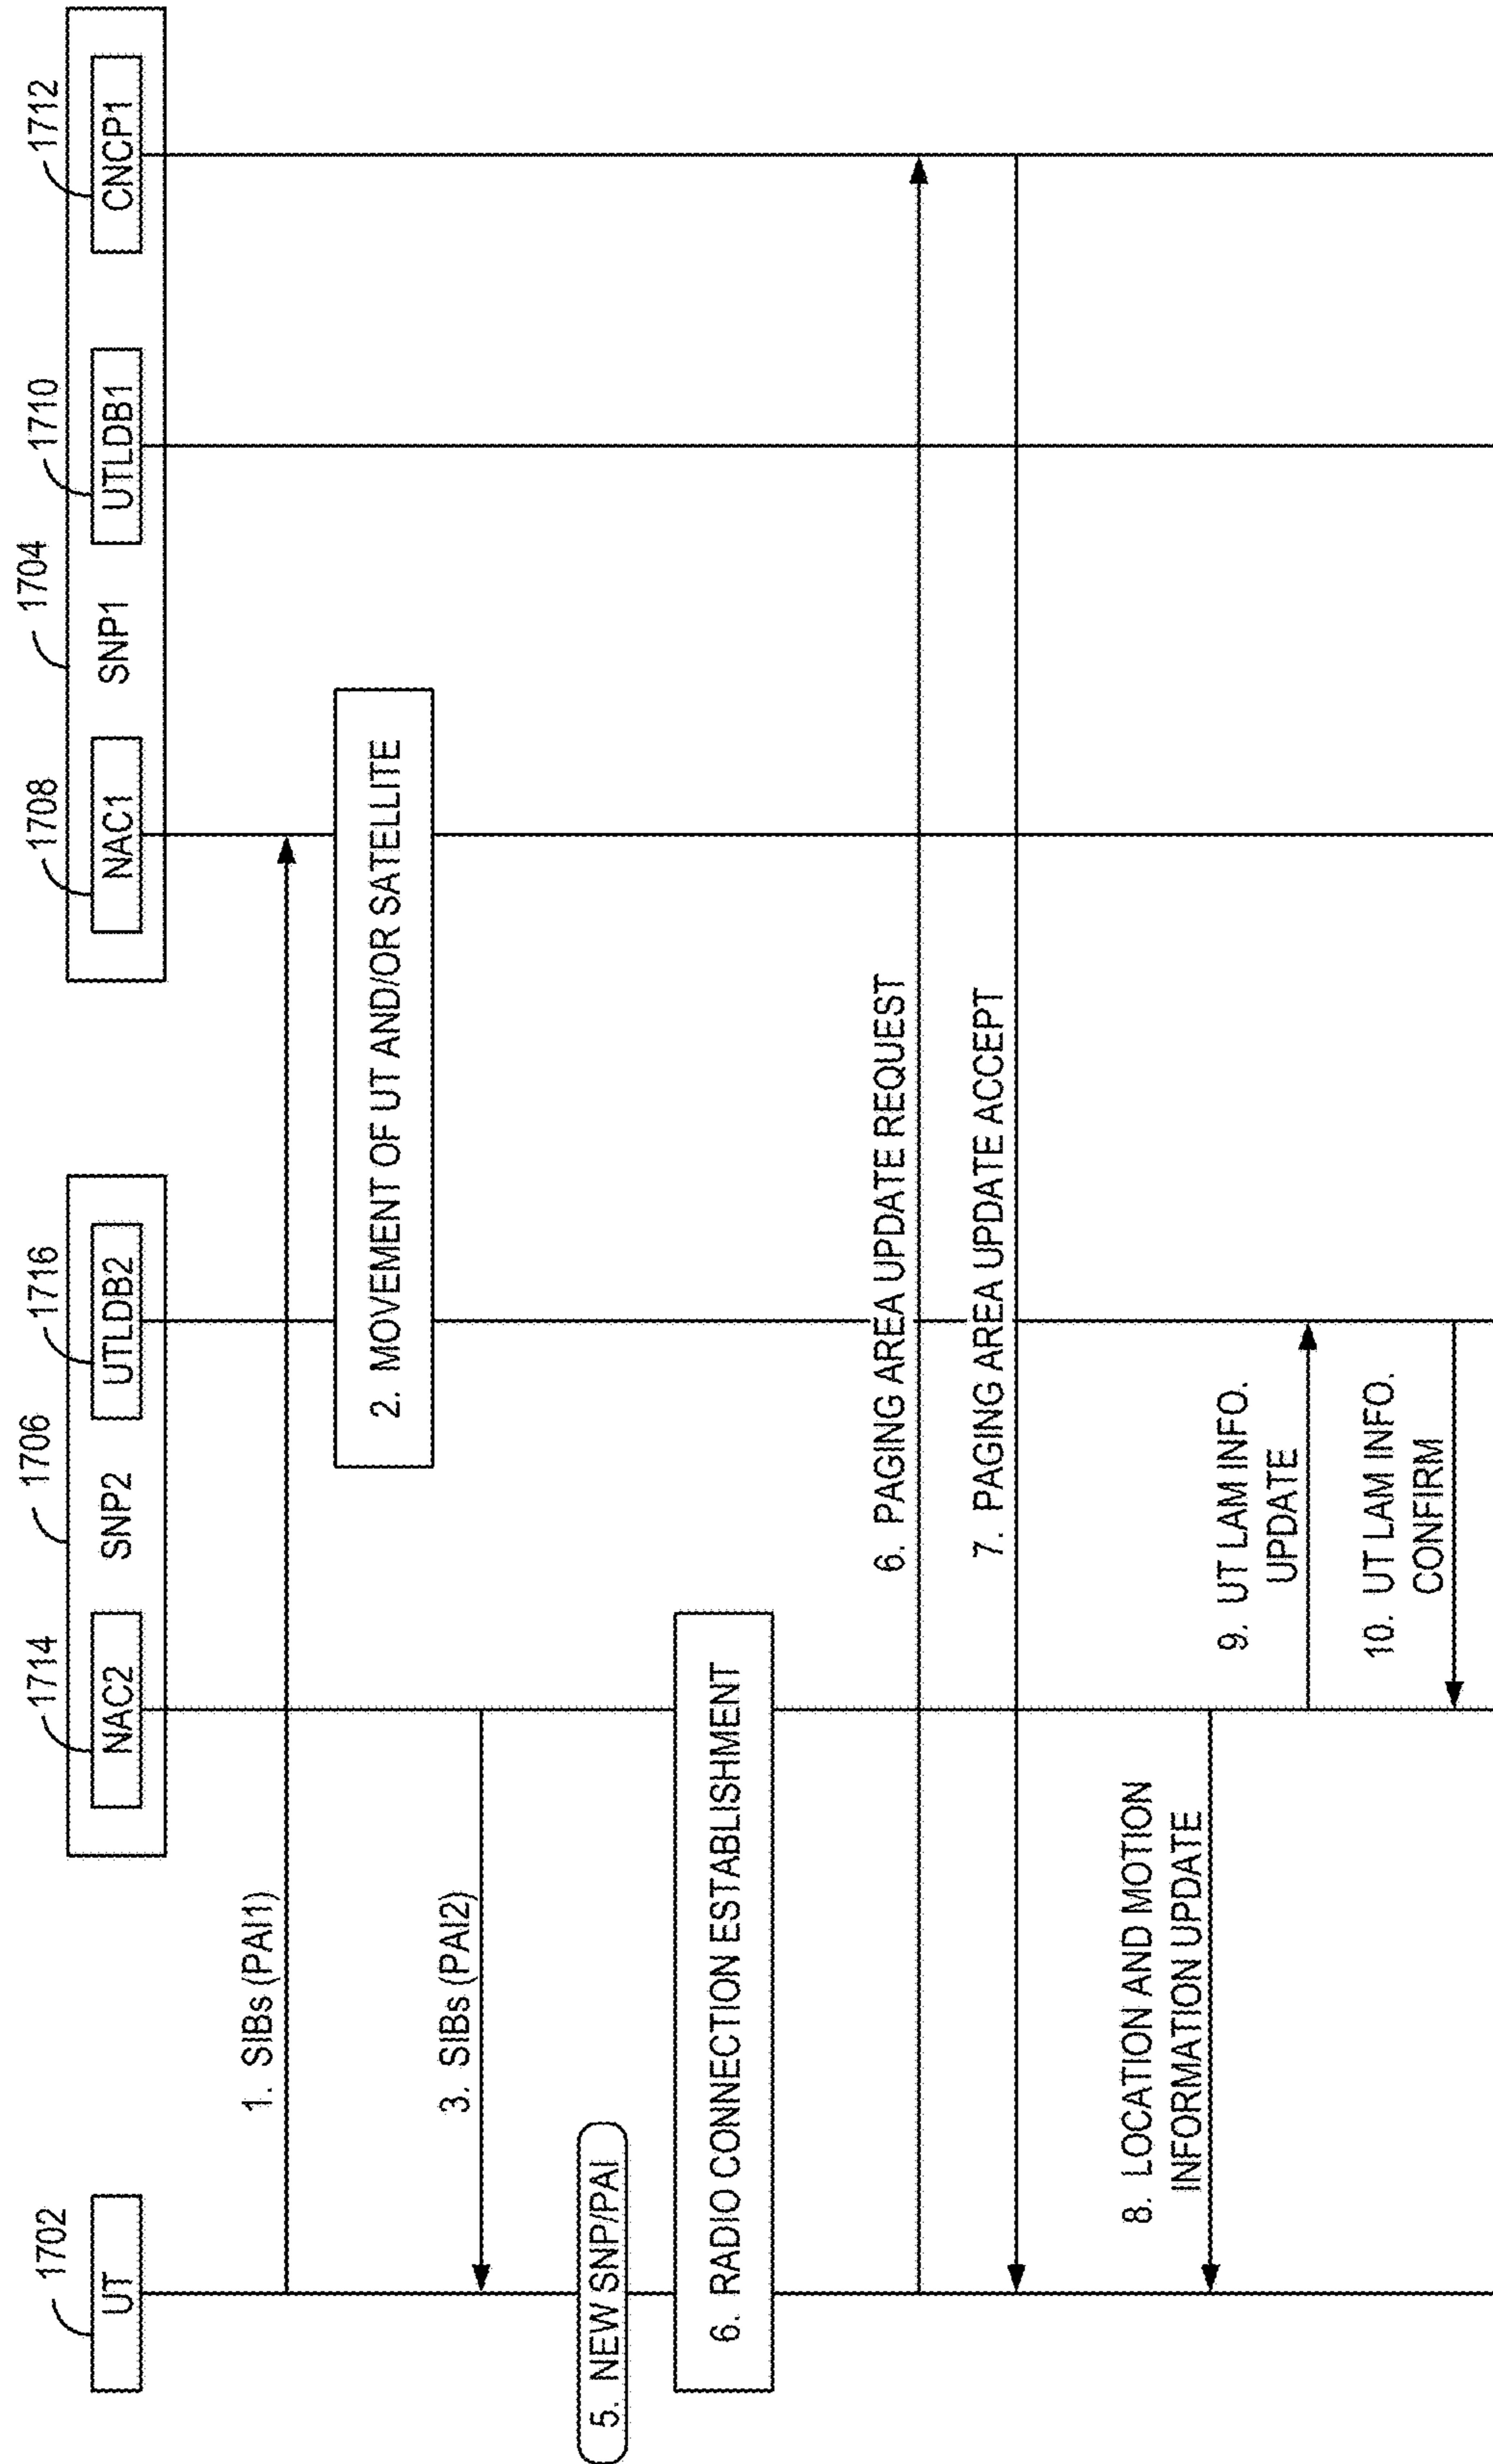 1702
UT
1714
NAC2
1706
SNP2
1716
UTLDB2
1708
NAC1
1704
SNP1
1710
UTLDB1
1712
CNCP1
1. SIBs (PAI1)
2. MOVEMENT OF UT AND/OR SATELLITE
3. SIBs (PAI2)
5. NEW SNP/PAI
6. RADIO CONNECTION ESTABLISHMENT
6. PAGING AREA UPDATE REQUEST
7. PAGING AREA UPDATE ACCEPT
8. LOCATION AND MOTION
INFORMATION UPDATE
9. UT LAM INFO.
UPDATE
10. UT LAM INFO.
CONFIRM